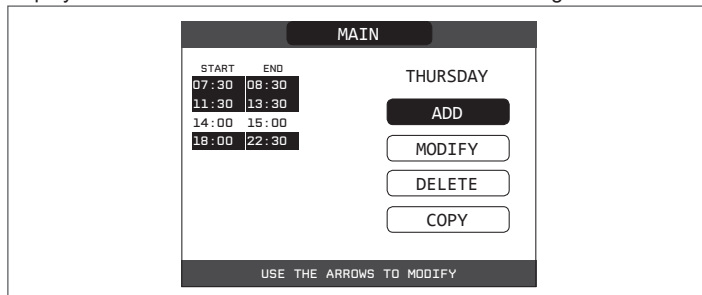 MAIN
START END
07:30 08:30
11:30 13:30
14:00 15:00
18:00 22:30
THURSDAY
ADD
MODIFY
DELETE
COPY
USE THE ARROWS TO MODIFY